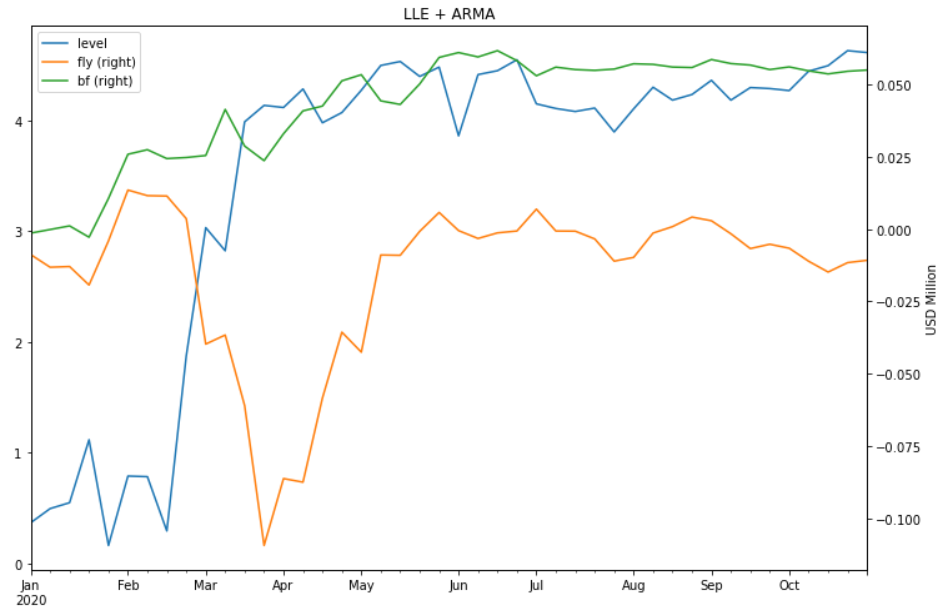 LLE + ARMA
level
fly (right)
bf (right)
4
3
2
1
0
0.050
0.025
0.000
−0.025
−0.050
−0.075
−0.100
USD Million
Jan
2020
Feb
Mar
Apr
May
Jun
Jul
Aug
Sep
Oct